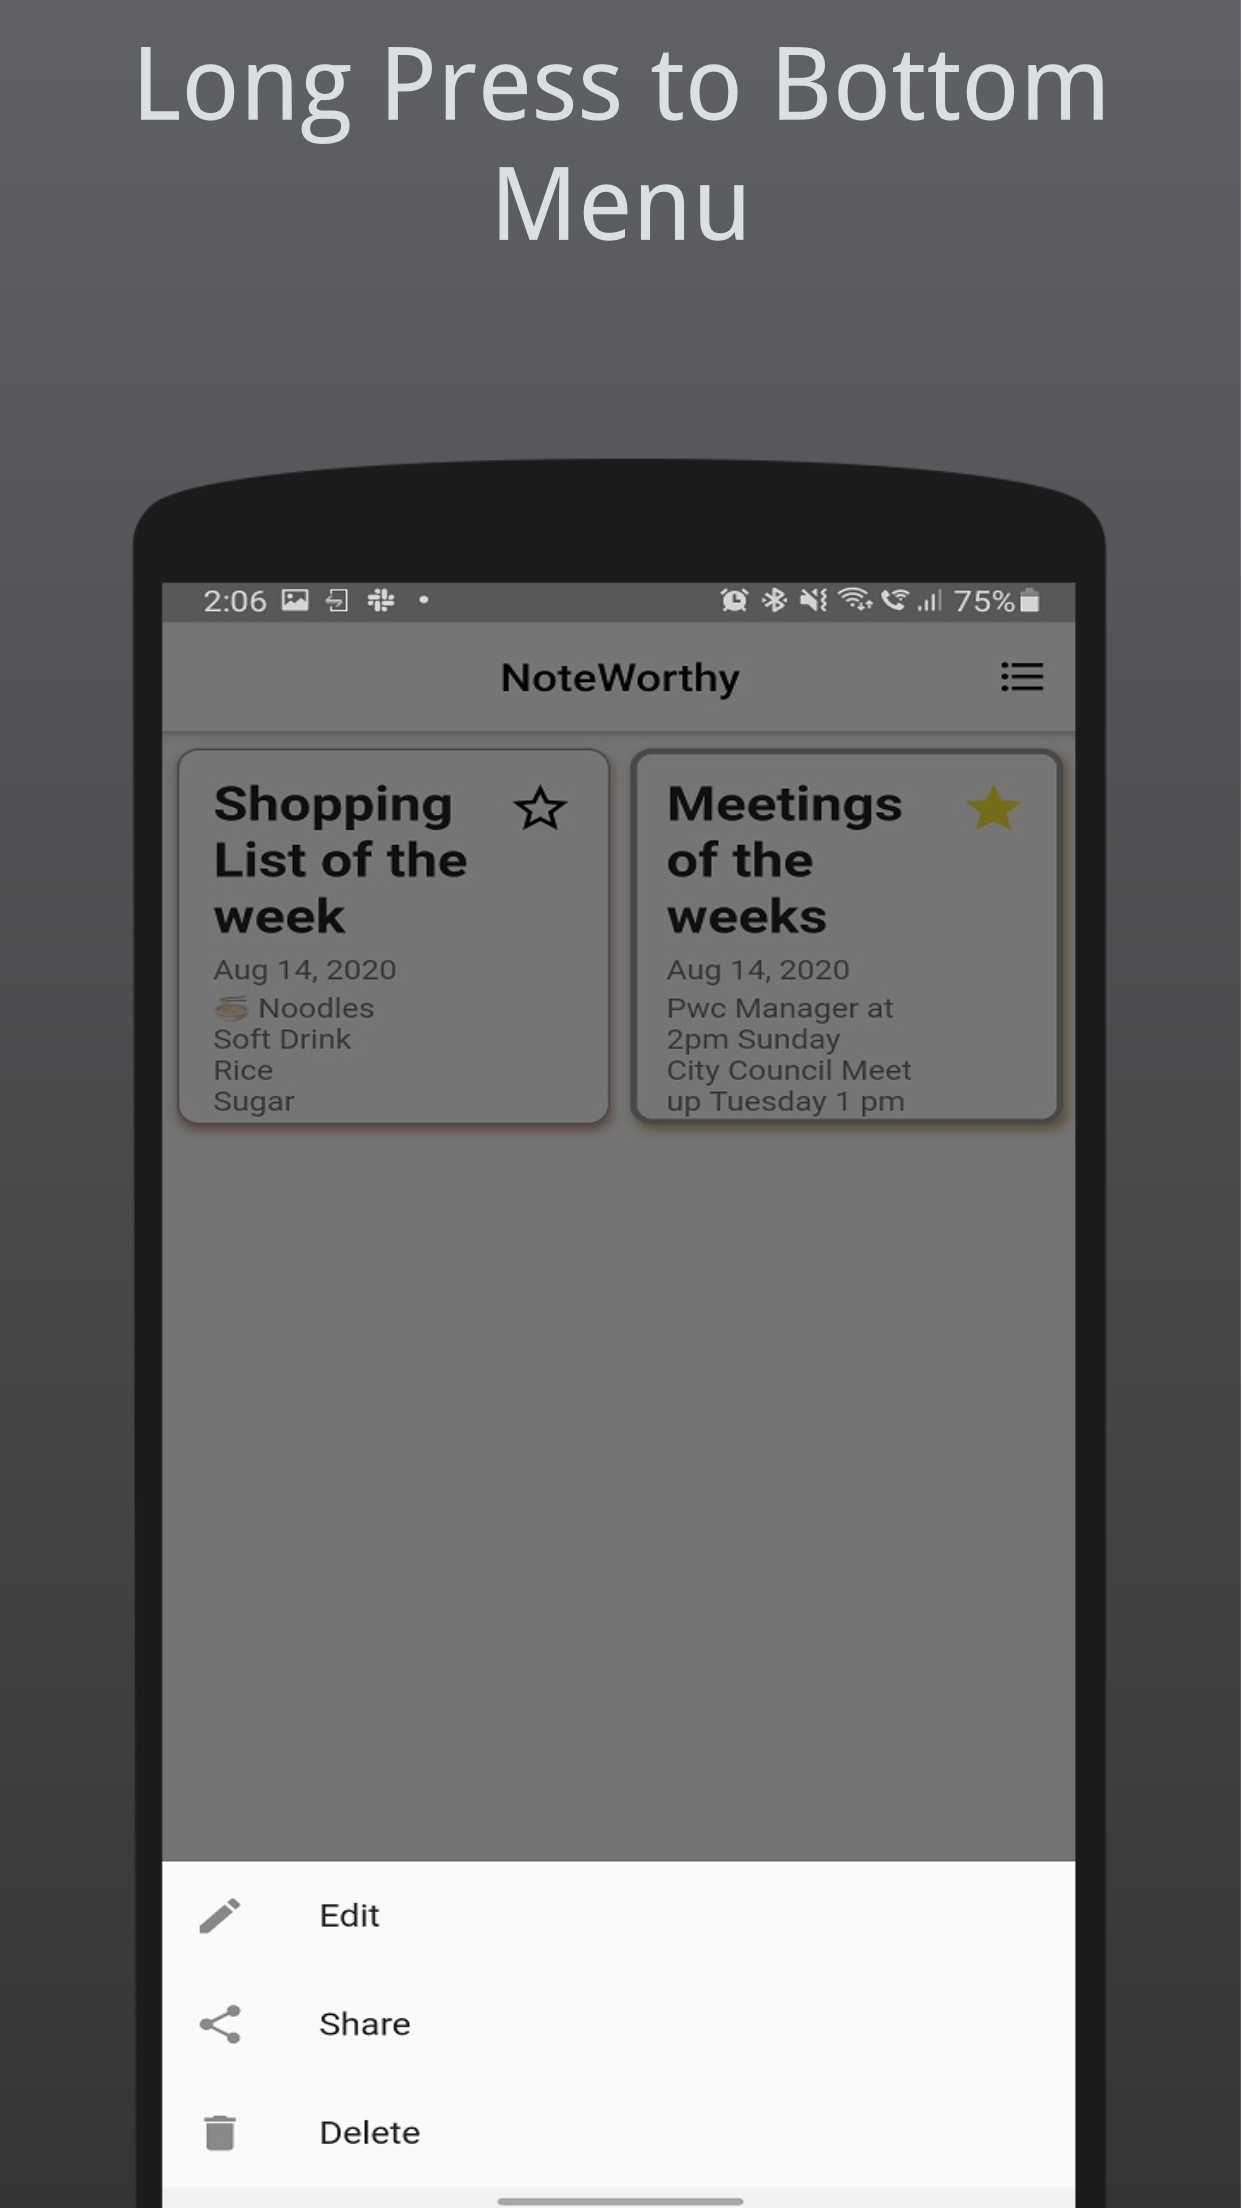 Long Press to Bottom
Menu
2:06
75%
NoteWorthy
Shopping
List of the
week
Aug 14, 2020
🍜 Noodles
Soft Drink
Rice
Sugar
Meetings
of the
weeks
Aug 14, 2020
Pwc Manager at
2pm Sunday
City Council Meet
up Tuesday 1 pm
Edit
Share
Delete